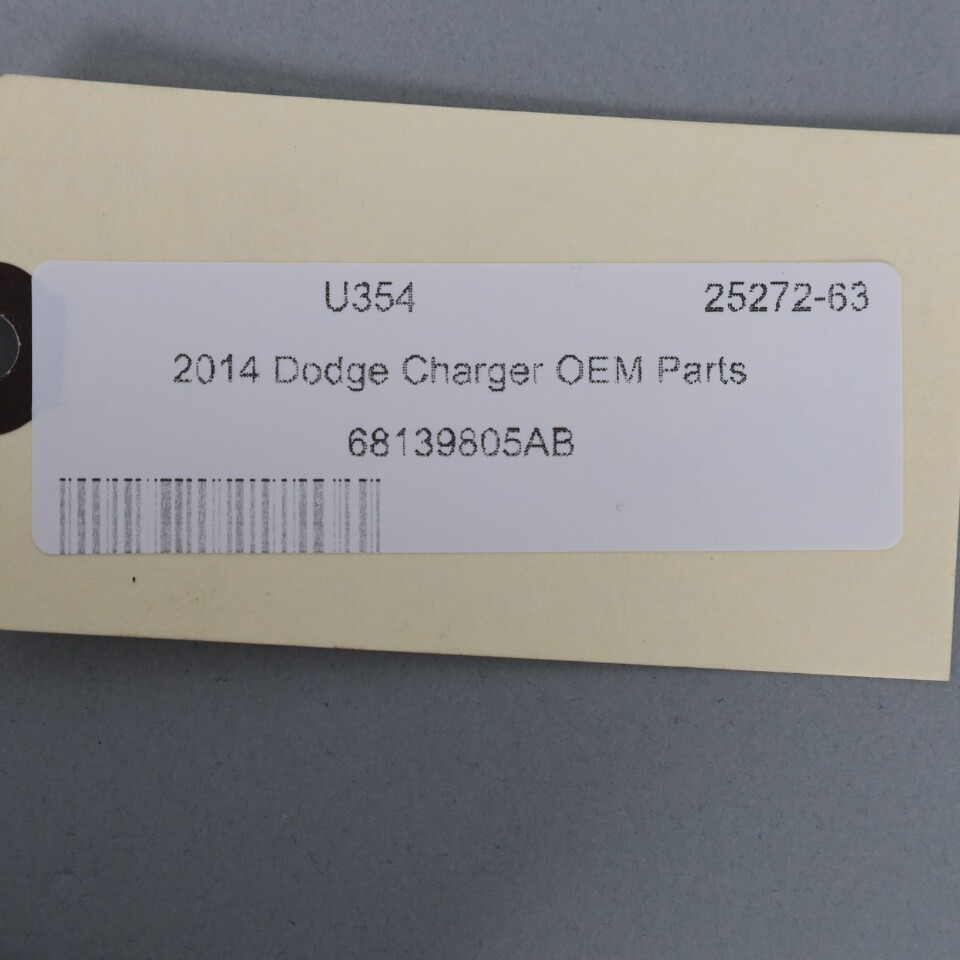 U354 25272-63
2014 Dodge Charger OEM Parts
68139805AB